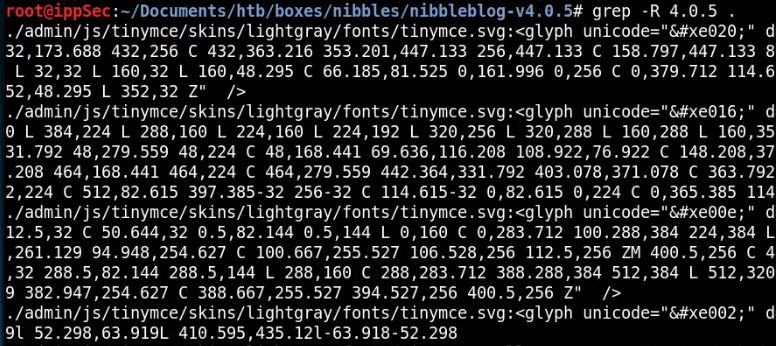 root@ippSec:~/Documents/htb/boxes/nibbles/nibbleblog-v4.0.5# grep -R 4.0.5 .
./admin/js/tinymce/skins/lightgray/fonts/tinymce.svg:<glyph unicode="&#xe020;" d
32,173.688 432,256 C 432,363.216 353.201,447.133 256,447.133 C 158.797,447.133 8
 L 32,32 L 160,32 L 160,48.295 C 66.185,81.525 0,161.996 0,256 C 0,379.712 114.6
52,48.295 L 352,32 Z"  />
./admin/js/tinymce/skins/lightgray/fonts/tinymce.svg:<glyph unicode="&#xe016;" d
0 L 384,224 L 288,160 L 224,160 L 224,192 L 320,256 L 320,288 L 160,288 L 160,35
31.792 48,279.559 48,224 C 48,168.441 69.636,116.208 108.922,76.922 C 148.208,37
.208 464,168.441 464,224 C 464,279.559 442.364,331.792 403.078,371.078 C 363.792
2,224 C 512,82.615 397.385-32 256-32 C 114.615-32 0,82.615 0,224 C 0,365.385 114
./admin/js/tinymce/skins/lightgray/fonts/tinymce.svg:<glyph unicode="&#xe00e;" d
12.5,32 C 50.644,32 0.5,82.144 0.5,144 L 0,160 C 0,283.712 100.288,384 224,384 L
,261.129 94.948,254.627 C 100.667,255.527 106.528,256 112.5,256 ZM 400.5,256 C 4
,32 288.5,82.144 288.5,144 L 288,160 C 288,283.712 388.288,384 512,384 L 512,320
9 382.947,254.627 C 388.667,255.527 394.527,256 400.5,256 Z"  />
./admin/js/tinymce/skins/lightgray/fonts/tinymce.svg:<glyph unicode="&#xe002;" d
9l 52.298,63.919L 410.595,435.12l-63.918-52.298